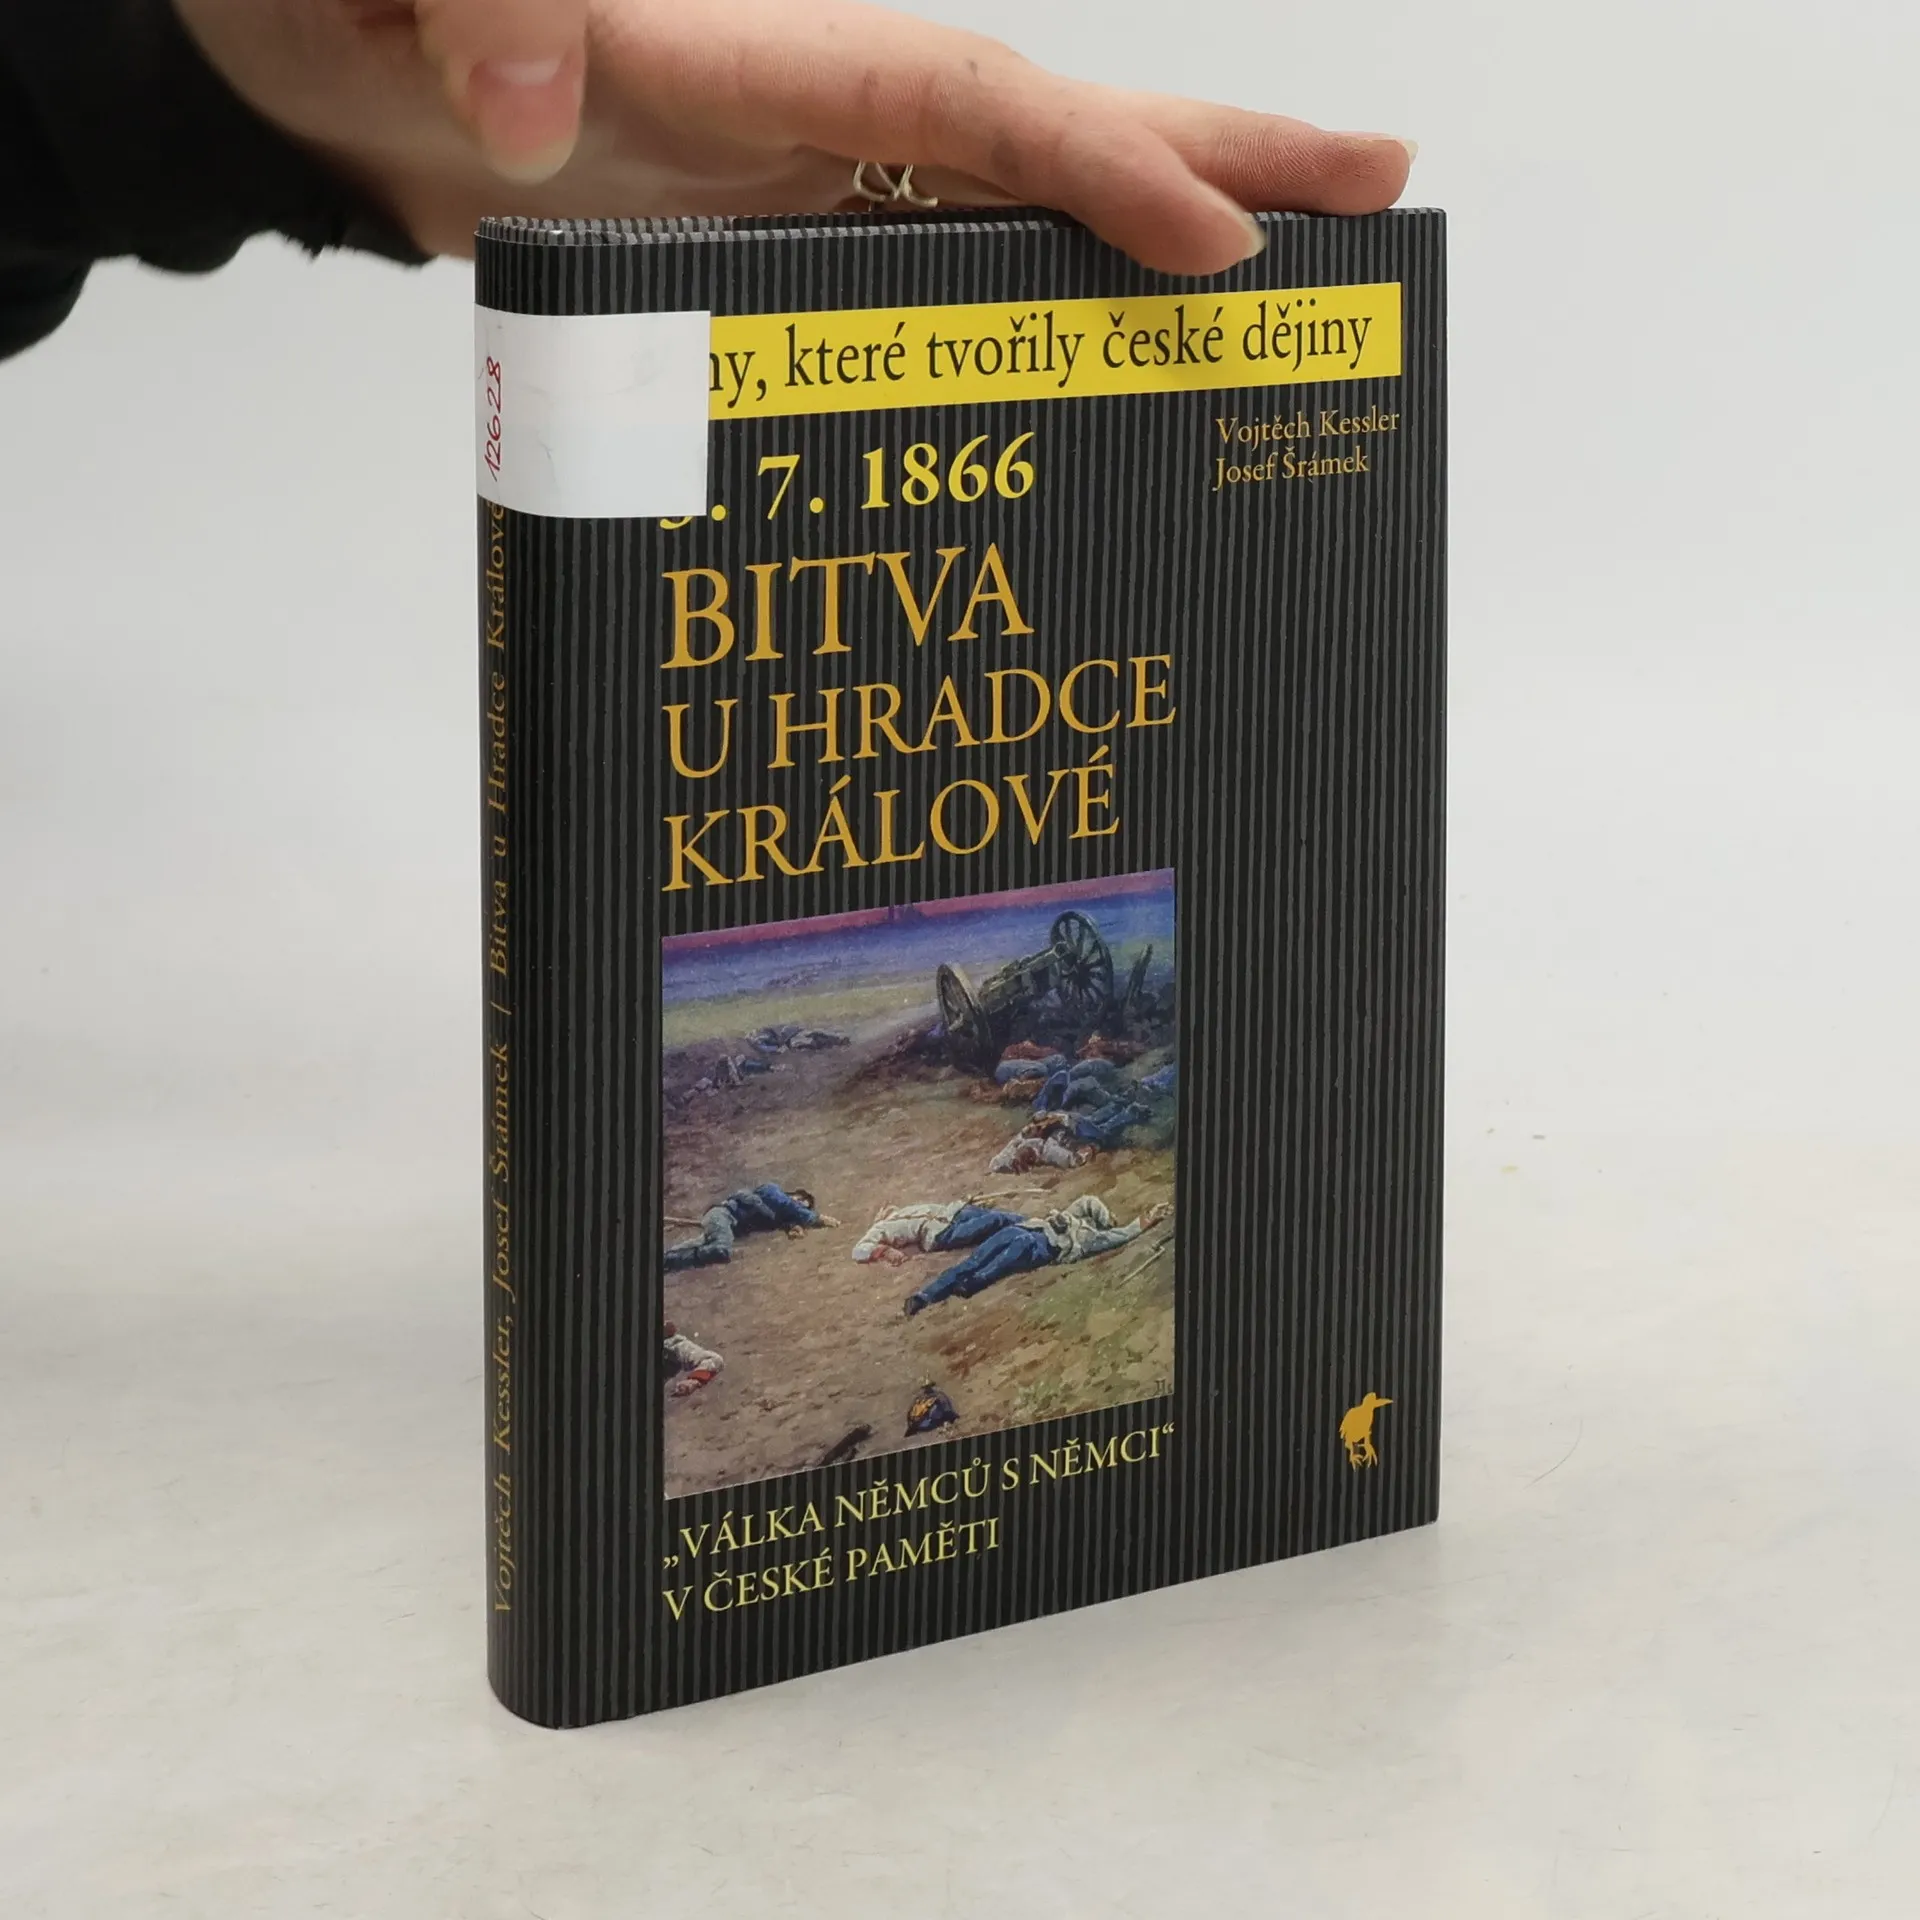 které tvořily české dějiny
Vojtěch Kessler
Josef Šrámek
7. 1866
BITVA
U HRADCE
KRÁLOVÉ
„VÁLKA NĚMCŮ S NĚMCI“
V ČESKÉ PAMĚTI
Vojtěch Kessler, Josef Šrámek | Bitva u Hradce Králové
12628